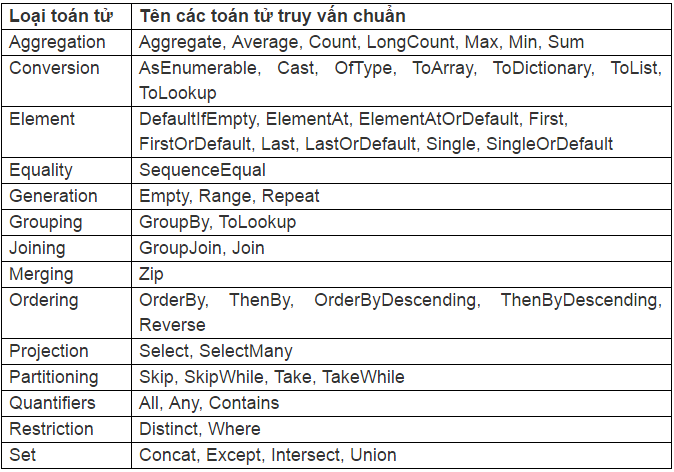 Loại toán tử Tên các toán tử truy vấn chuẩn
Aggregation Aggregate, Average, Count, LongCount, Max, Min, Sum
Conversion AsEnumerable, Cast, OfType, ToArray, ToDictionary, ToList,
ToLookup
Element DefaultIfEmpty, ElementAt, ElementAtOrDefault, First,
FirstOrDefault, Last, LastOrDefault, Single, SingleOrDefault
Equality SequenceEqual
Generation Empty, Range, Repeat
Grouping GroupBy, ToLookup
Joining GroupJoin, Join
Merging Zip
Ordering OrderBy, ThenBy, OrderByDescending, ThenByDescending,
Reverse
Projection Select, SelectMany
Partitioning Skip, SkipWhile, Take, TakeWhile
Quantifiers All, Any, Contains
Restriction Distinct, Where
Set Concat, Except, Intersect, Union